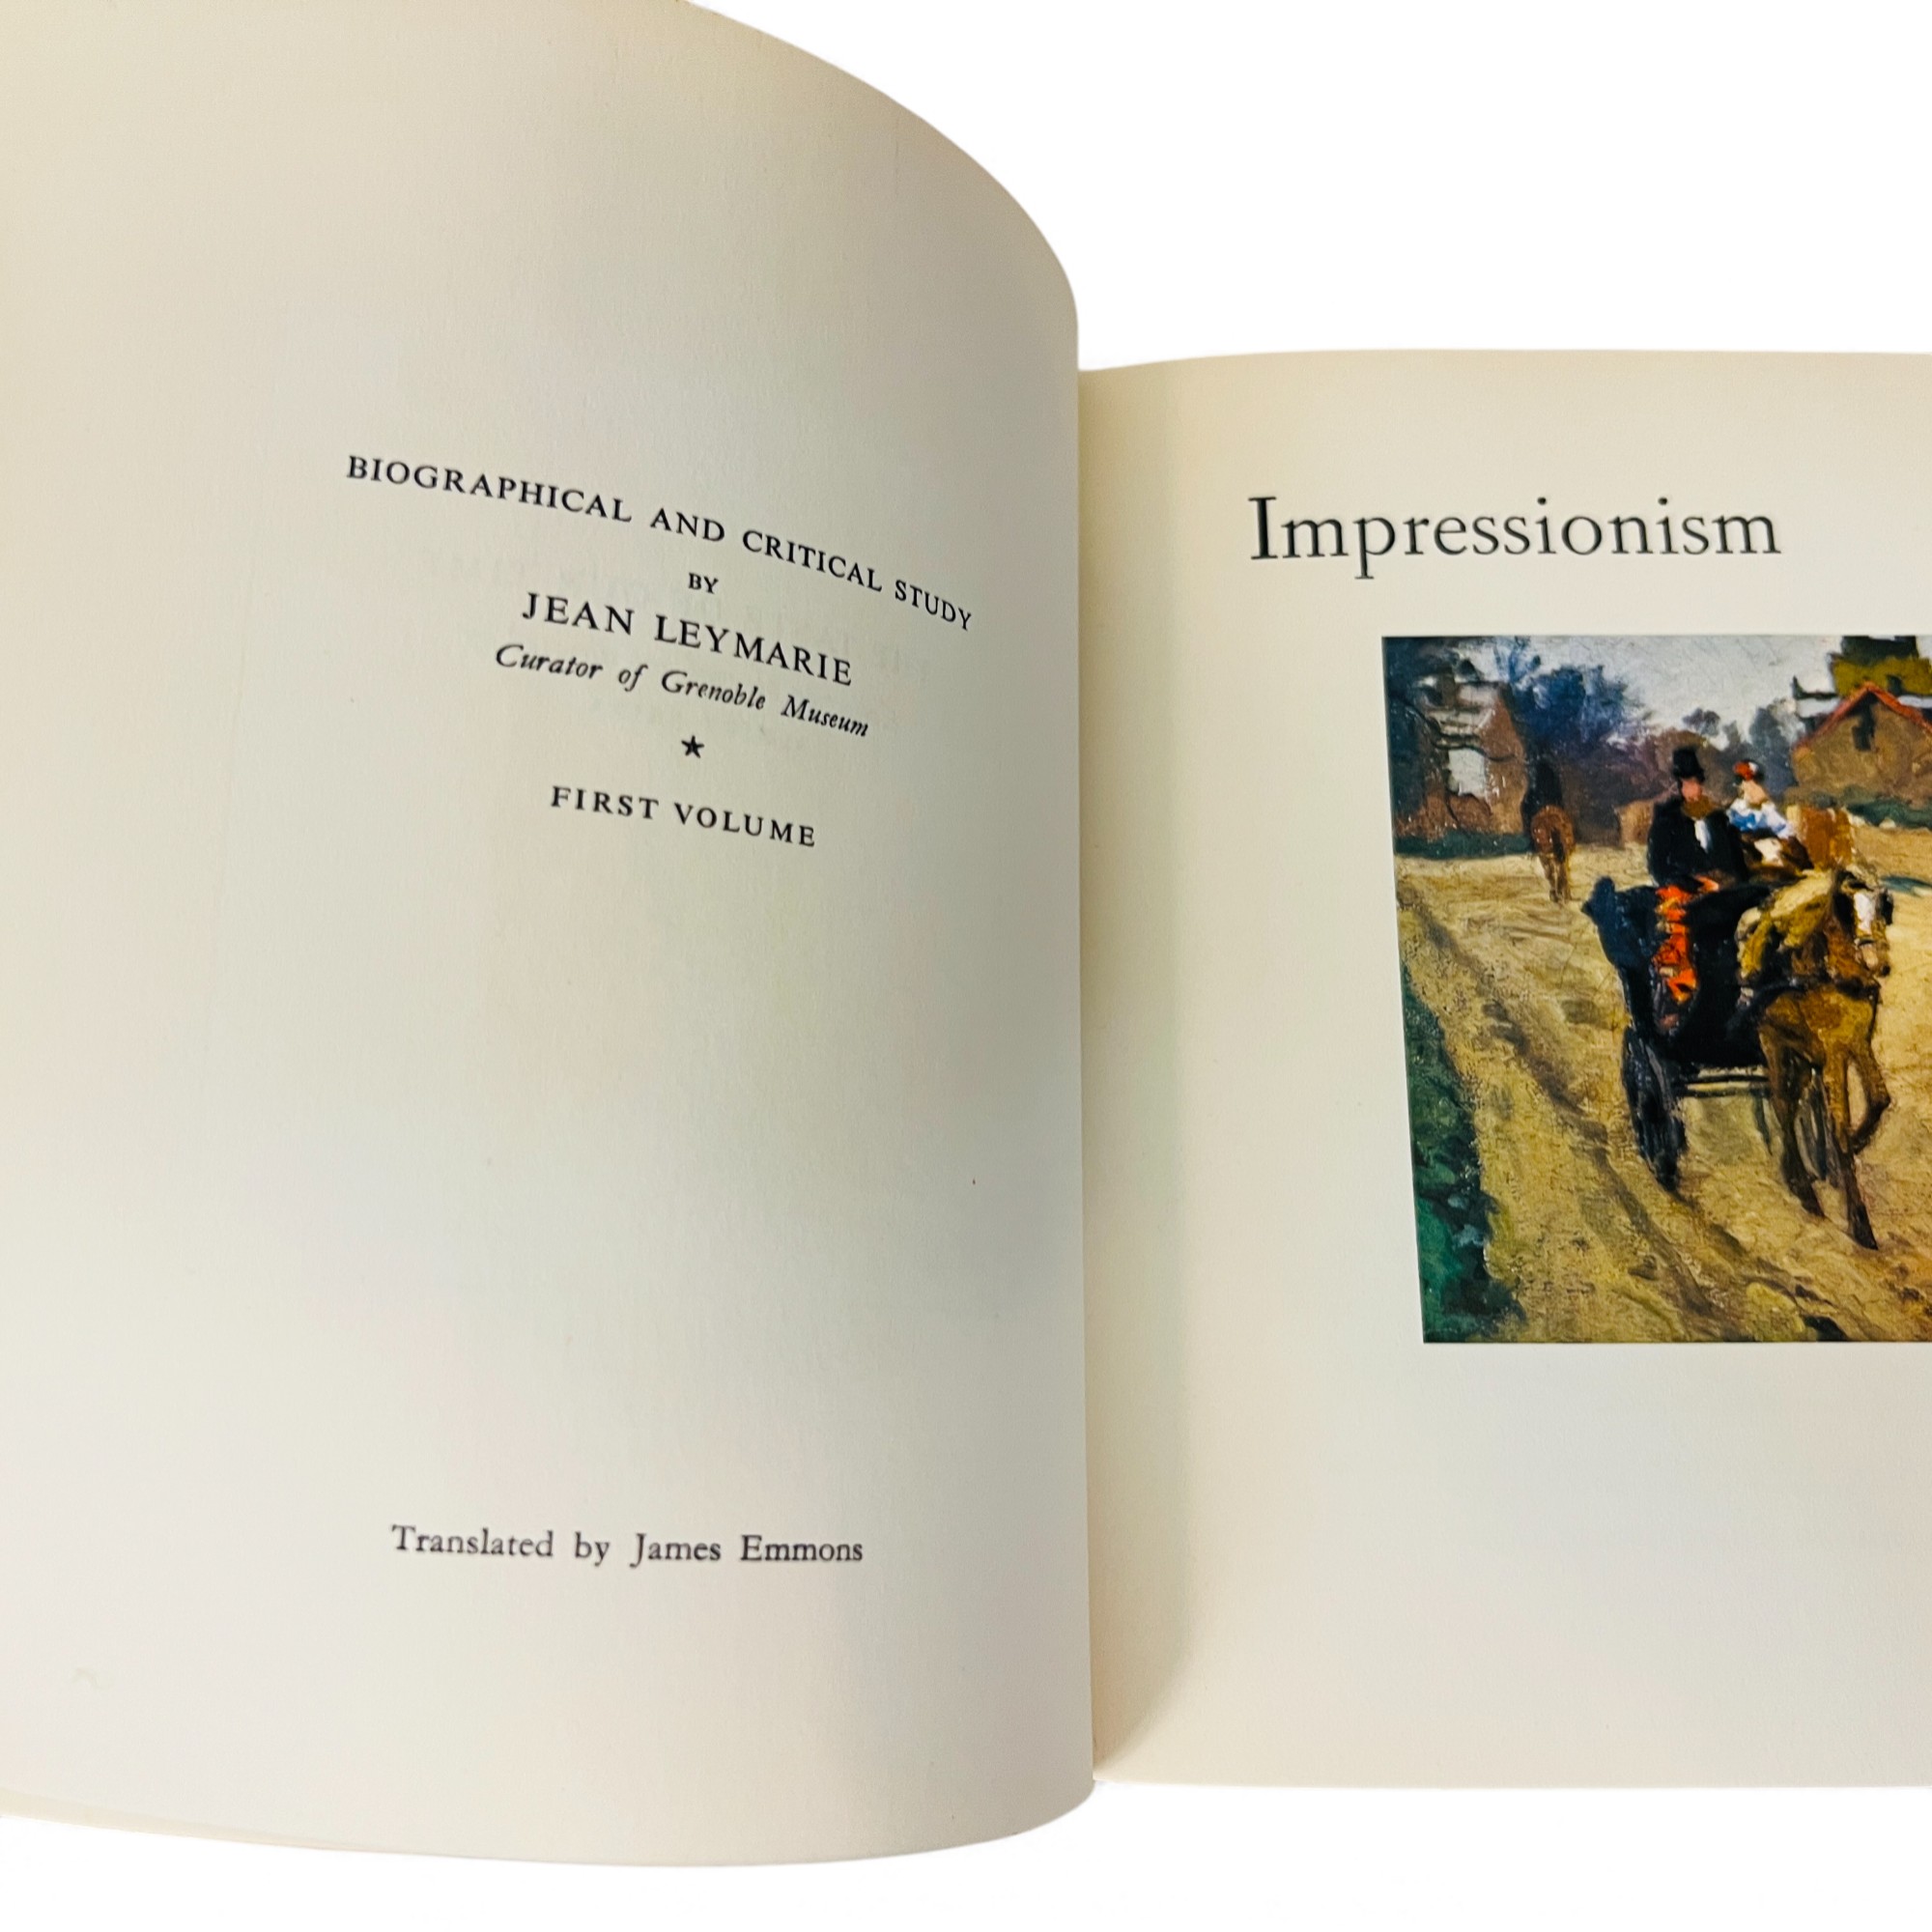 BIOGRAPHICAL AND CRITICAL STUDY
BY
JEAN LEYMARIE
Curator of Grenoble Museum
★
FIRST VOLUME
Translated by James Emmons
Impressionism